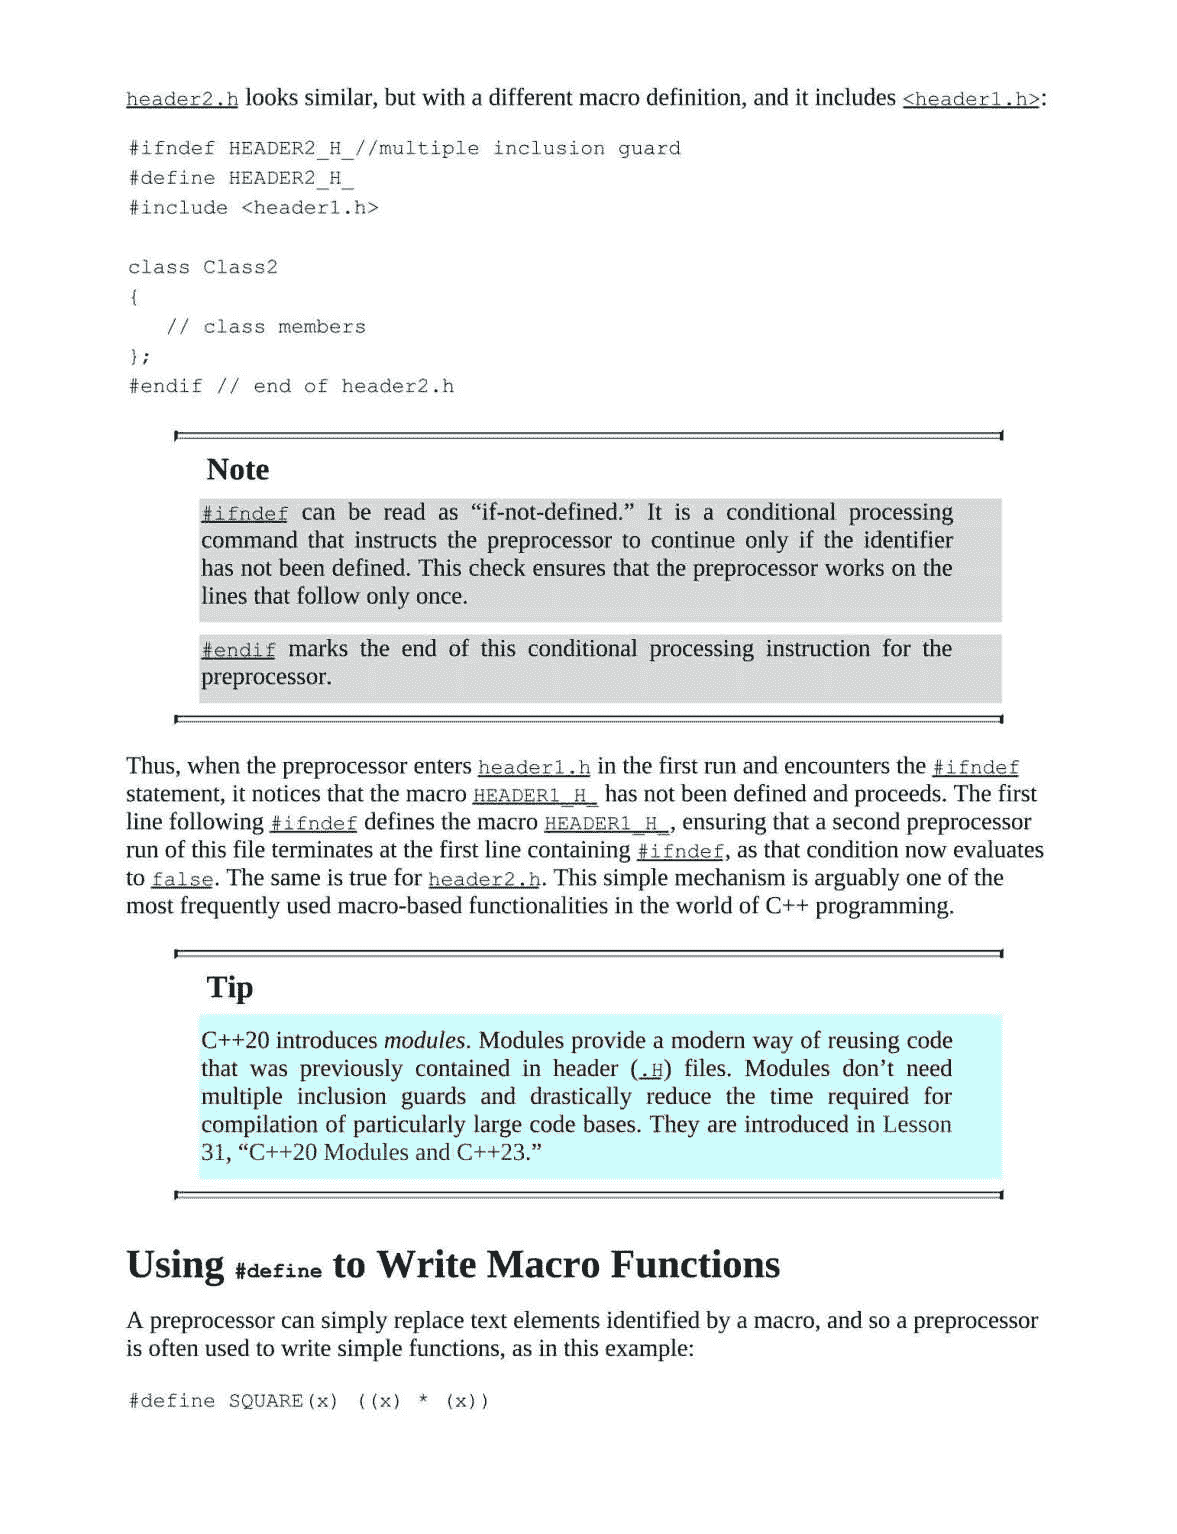 header2.h looks similar, but with a different macro definition, and it includes <header1.h>:
#ifndef HEADER2_H_//multiple inclusion guard
#define HEADER2_H_
#include <header1.h>
class Class2
{
   // class members
};
#endif // end of header2.h
Note
#ifndef can be read as “if-not-defined.” It is a conditional processing
command that instructs the preprocessor to continue only if the identifier
has not been defined. This check ensures that the preprocessor works on the
lines that follow only once.
#endif marks the end of this conditional processing instruction for the
preprocessor.
Thus, when the preprocessor enters header1.h in the first run and encounters the #ifndef
statement, it notices that the macro HEADER1_H_ has not been defined and proceeds. The first
line following #ifndef defines the macro HEADER1_H_, ensuring that a second preprocessor
run of this file terminates at the first line containing #ifndef, as that condition now evaluates
to false. The same is true for header2.h. This simple mechanism is arguably one of the
most frequently used macro-based functionalities in the world of C++ programming.
Tip
C++20 introduces modules. Modules provide a modern way of reusing code
that was previously contained in header (.H) files. Modules don’t need
multiple inclusion guards and drastically reduce the time required for
compilation of particularly large code bases. They are introduced in Lesson
31, “C++20 Modules and C++23.”
Using #define to Write Macro Functions
A preprocessor can simply replace text elements identified by a macro, and so a preprocessor
is often used to write simple functions, as in this example:
#define SQUARE(x) ((x) * (x))